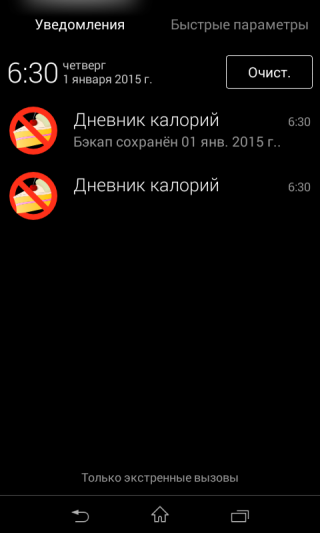 Уведомления
Быстрые параметры
6:30
четверг
1 января 2015 г.
Очист.
Дневник калорий
6:30
Бэкап сохранён 01 янв. 2015 г..
Дневник калорий
6:30
Только экстренные вызовы